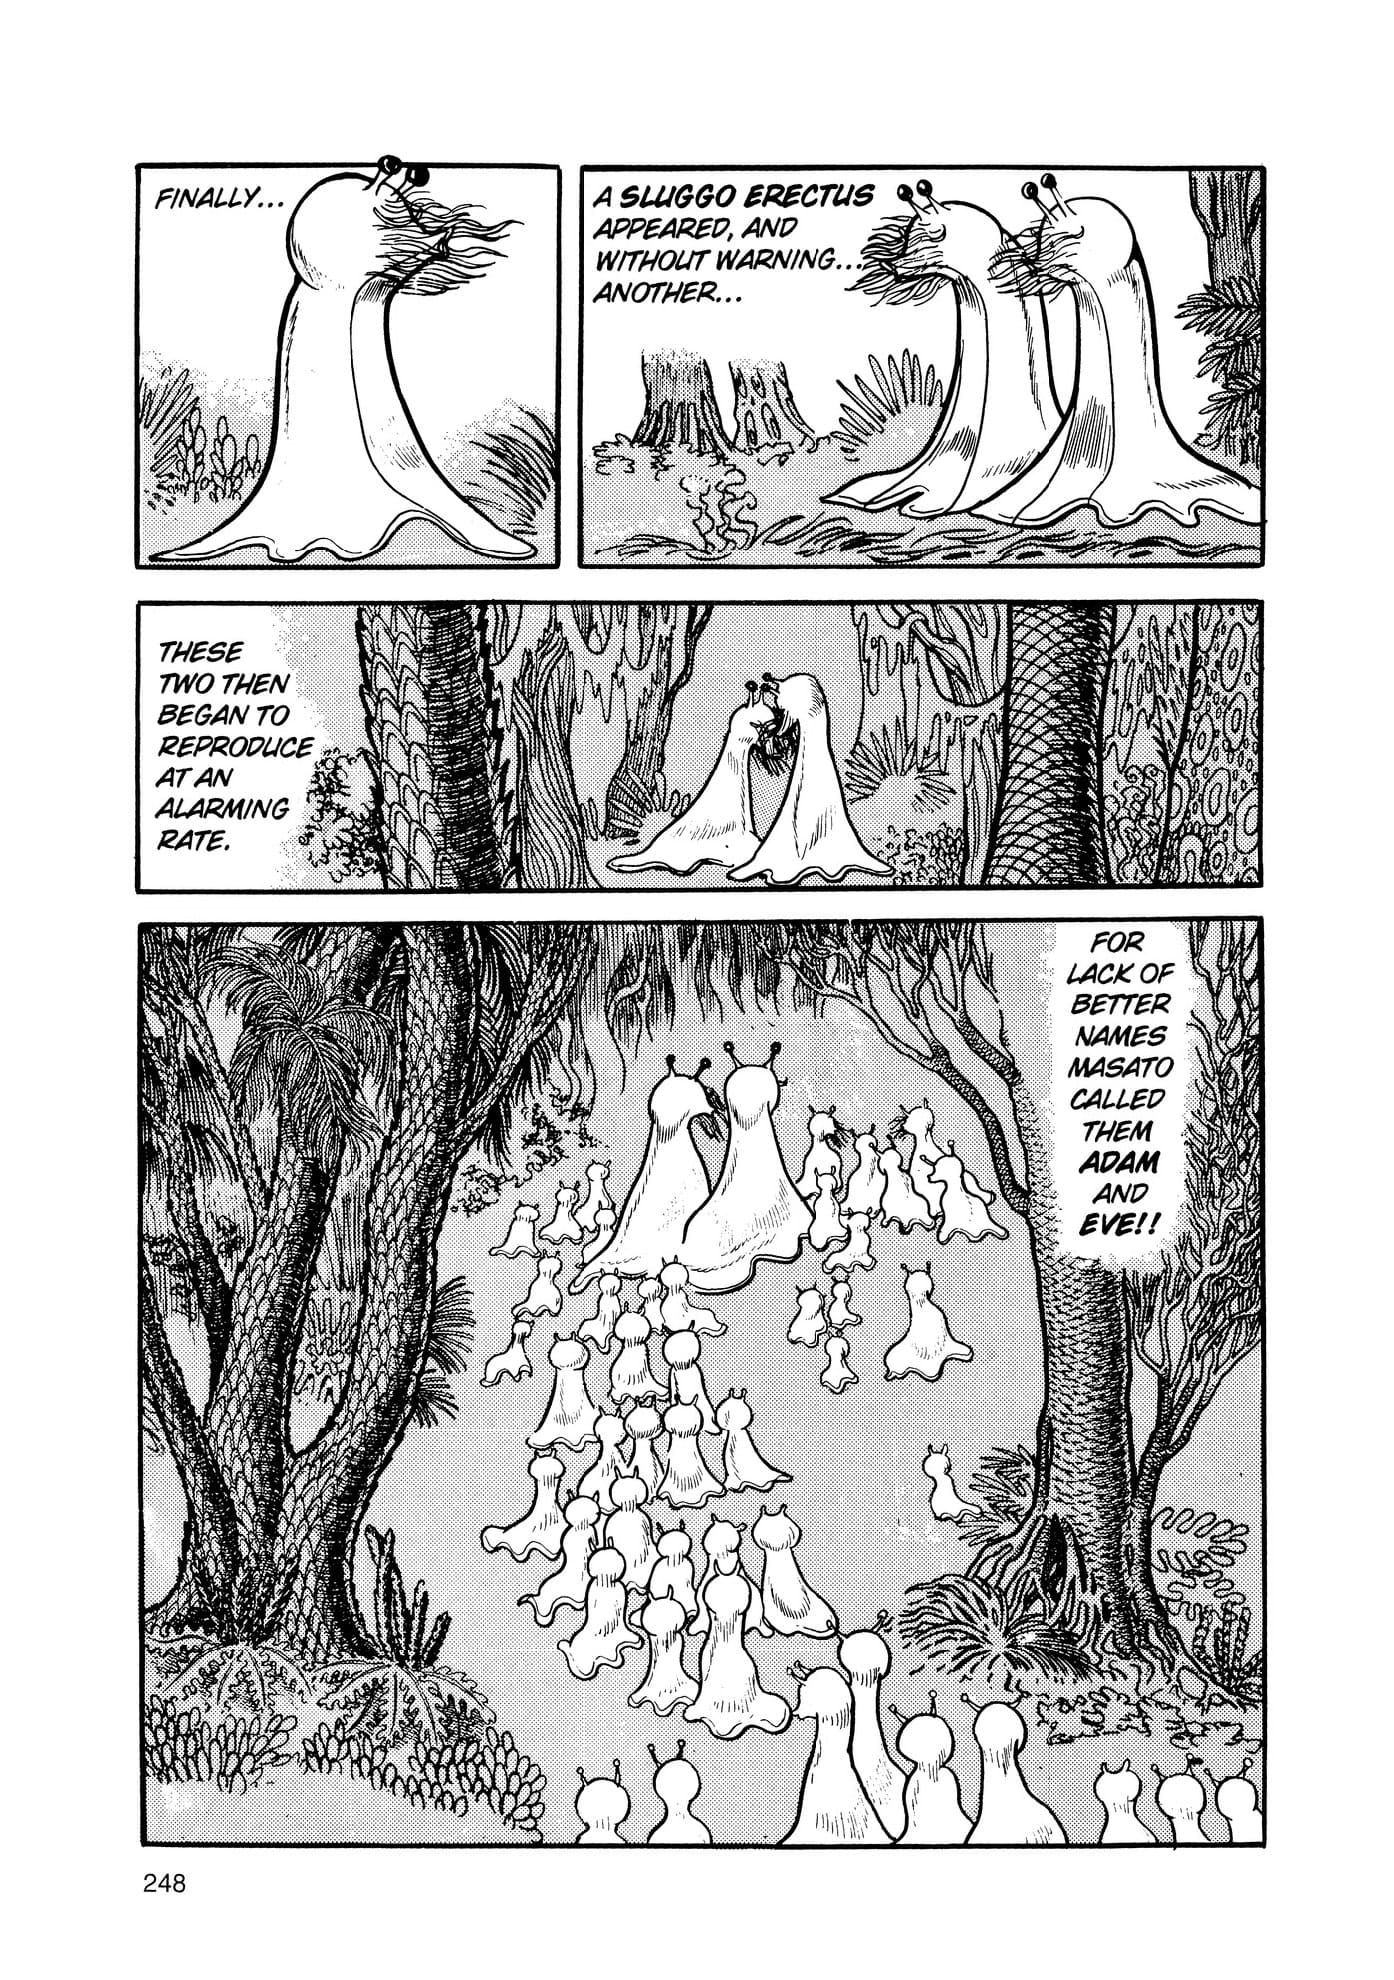 FINALLY...
A SLUGGO ERECTUS
APPEARED, AND
WITHOUT WARNING...
ANOTHER...
THESE
TWO THEN
BEGAN TO
REPRODUCE
AT AN
ALARMING
RATE.
FOR
LACK OF
BETTER
NAMES
MASATO
CALLED
THEM
ADAM
AND
EVE!!
248